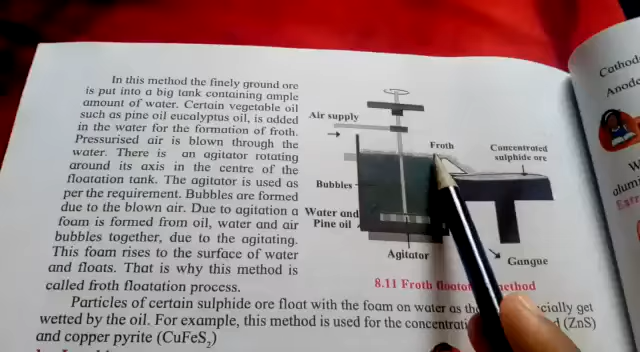 In this method the finely ground ore
is put into a big tank containing ample
amount of water. Certain vegetable oil
such as pine oil eucalyptus oil, is added
in the water for the formation of froth.
Pressurised air is blown through the
water. There is an agitator rotating
around its axis in the centre of the
floatation tank. The agitator is used as
per the requirement. Bubbles are formed
due to the blown air. Due to agitation a
foam is formed from oil, water and air
bubbles together, due to the agitating.
This foam rises to the surface of water
and floats. That is why this method is
called froth floatation process.
Air supply
Froth
Concentrated
sulphide ore
Bubbles
Water and
Pine oil
Agitator
Gangue
8.11 Froth method
Particles of certain sulphide ore float with the foam on water as get
wetted by the oil. For example, this method is used for the (ZnS)
and copper pyrite (CuFeS₂)
Cathod
Anode